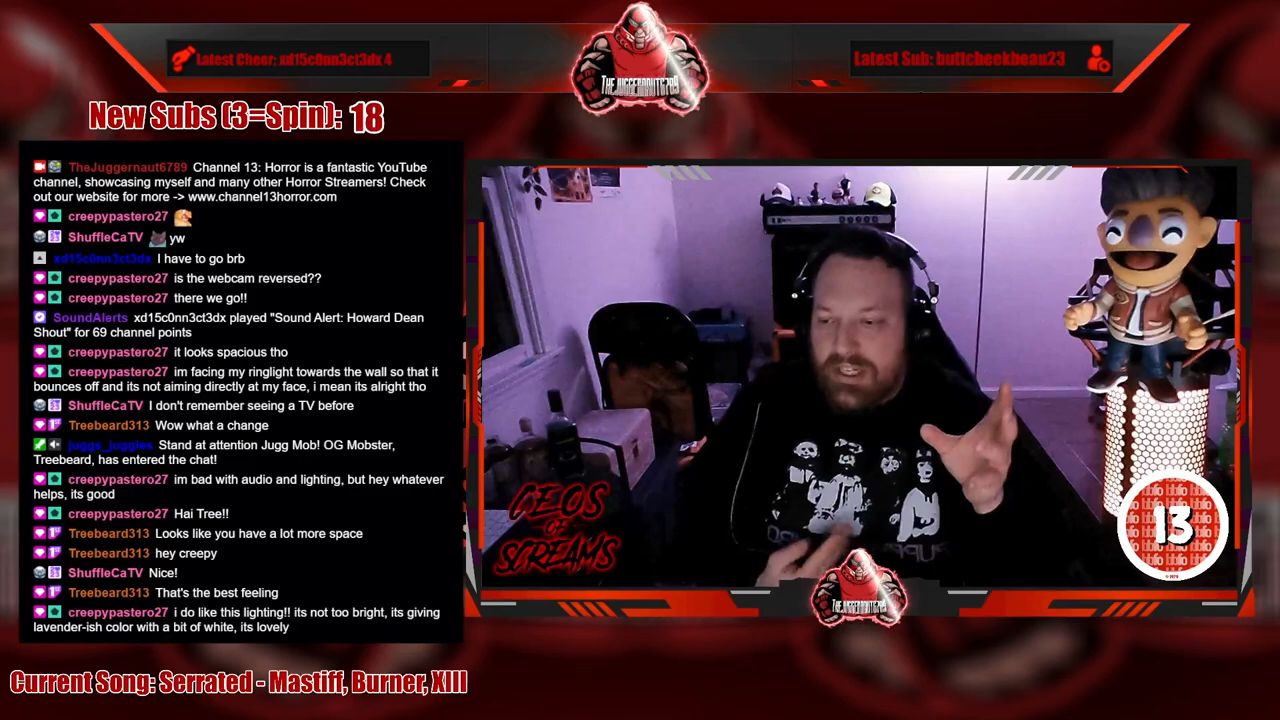 Latest Cheer: xd15c0nn3ct3dx 4
THEJUGGERNAUT6789
Latest Sub: buttcheekbeau23
New Subs (3=Spin): 18
TheJuggernaut6789 Channel 13: Horror is a fantastic YouTube
channel, showcasing myself and many other Horror Streamers! Check
out our website for more -> www.channel13horror.com
creepypastero27
ShuffleCaTV yw
xd15c0nn3ct3dx I have to go brb
creepypastero27 is the webcam reversed??
creepypastero27 there we go!!
SoundAlerts xd15c0nn3ct3dx played "Sound Alert: Howard Dean
Shout" for 69 channel points
creepypastero27 it looks spacious tho
creepypastero27 im facing my ringlight towards the wall so that it
bounces off and its not aiming directly at my face, i mean its alright tho
ShuffleCaTV I don't remember seeing a TV before
Treebeard313 Wow what a change
juggs_juggies Stand at attention Jugg Mob! OG Mobster,
Treebeard, has entered the chat!
creepypastero27 im bad with audio and lighting, but hey whatever
helps, its good
creepypastero27 Hai Tree!!
Treebeard313 Looks like you have a lot more space
Treebeard313 hey creepy
ShuffleCaTV Nice!
Treebeard313 That's the best feeling
creepypastero27 i do like this lighting!! its not too bright, its giving
lavender-ish color with a bit of white, its lovely
CEOS
OF
SCREAMS
13
THEJUGGERNAUT6789
Current Song: Serrated - Mastiff, Burner, XIII